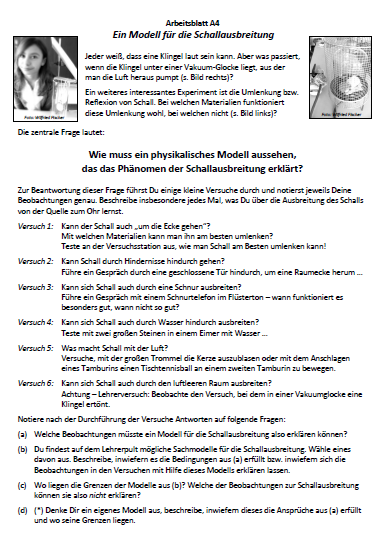 Arbeitsblatt A4
Ein Modell für die Schallausbreitung
Jeder weiß, dass eine Klingel laut sein kann. Aber was passiert,
wenn die Klingel unter einer Vakuum-Glocke liegt, aus der
man die Luft heraus pumpt (s. Bild rechts)?
Ein weiteres interessantes Experiment ist die Umlenkung bzw.
Reflexion von Schall. Bei welchen Materialien funktioniert
diese Umlenkung wohl, bei welchen nicht (s. Bild links)?
Foto: Wilfried Fischer
Foto: Wilfried Fischer
Die zentrale Frage lautet:
Wie muss ein physikalisches Modell aussehen,
das das Phänomen der Schallausbreitung erklärt?
Zur Beantwortung dieser Frage führst Du einige kleine Versuche durch und notierst jeweils Deine
Beobachtungen genau. Beschreibe insbesondere jedes Mal, was Du über die Ausbreitung des Schalls
von der Quelle zum Ohr lernst.
Versuch 1: Kann der Schall auch „um die Ecke gehen“?
Mit welchen Materialien kann man ihn am besten umlenken?
Teste an der Versuchsstation aus, wie man Schall am Besten umlenken kann!
Versuch 2: Kann Schall durch Hindernisse hindurch gehen?
Führe ein Gespräch durch eine geschlossene Tür hindurch, um eine Raumecke herum ...
Versuch 3: Kann sich Schall auch durch eine Schnur ausbreiten?
Führe ein Gespräch mit einem Schnurtelefon im Flüsterton – wann funktioniert es
besonders gut, wann nicht so gut?
Versuch 4: Kann sich Schall auch durch Wasser hindurch ausbreiten?
Teste mit zwei großen Steinen in einem Eimer mit Wasser ...
Versuch 5: Was macht Schall mit der Luft?
Versuche, mit der großen Trommel die Kerze auszublasen oder mit dem Anschlagen
eines Tamburins einen Tischtennisball an einem zweiten Tamburin zu bewegen.
Versuch 6: Kann sich Schall auch durch den luftleeren Raum ausbreiten?
Achtung – Lehrerversuch: Beobachte den Versuch, bei dem in einer Vakuumglocke eine
Klingel ertönt.
Notiere nach der Durchführung der Versuche Antworten auf folgende Fragen:
(a) Welche Beobachtungen müsste ein Modell für die Schallausbreitung also erklären können?
(b) Du findest auf dem Lehrerpult mögliche Sachmodelle für die Schallausbreitung. Wähle eines
davon aus. Beschreibe, inwiefern es die Bedingungen aus (a) erfüllt bzw. inwiefern sich die
Beobachtungen in den Versuchen mit Hilfe dieses Modells erklären lassen.
(c) Wo liegen die Grenzen der Modelle aus (b)? Welche der Beobachtungen zur Schallausbreitung
können sie also nicht erklären?
(d) (*) Denke Dir ein eigenes Modell aus, beschreibe, inwiefern dieses die Ansprüche aus (a) erfüllt
und wo seine Grenzen liegen.